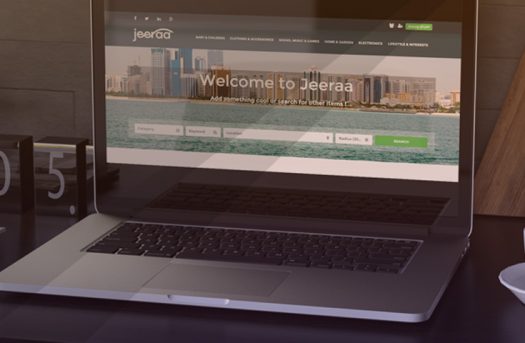 jeeraa
BABY & CHILDREN CLOTHING & ACCESSORIES BOOKS, MUSIC & GAMES HOME & GARDEN ELECTRONICS LIFESTYLE & INTERESTS
Welcome to Jeeraa
Add something cool or search for other items !...
Category Keyword Location Radius SEARCH
0 5.